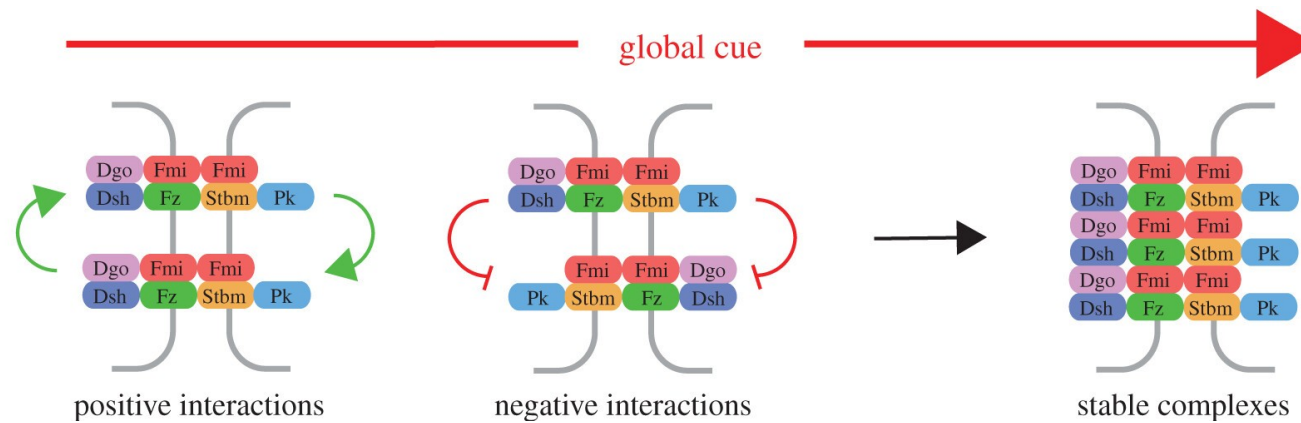 global cue
Dgo Fmi Fmi
Dsh Fz Stbm Pk
Dgo Fmi Fmi
Dsh Fz Stbm Pk
positive interactions
Dgo Fmi Fmi
Dsh Fz Stbm Pk
Fmi Fmi Dgo
Pk Stbm Fz Dsh
negative interactions
Dgo Fmi Fmi
Dsh Fz Stbm Pk
Dgo Fmi Fmi
Dsh Fz Stbm Pk
Dgo Fmi Fmi
Dsh Fz Stbm Pk
stable complexes